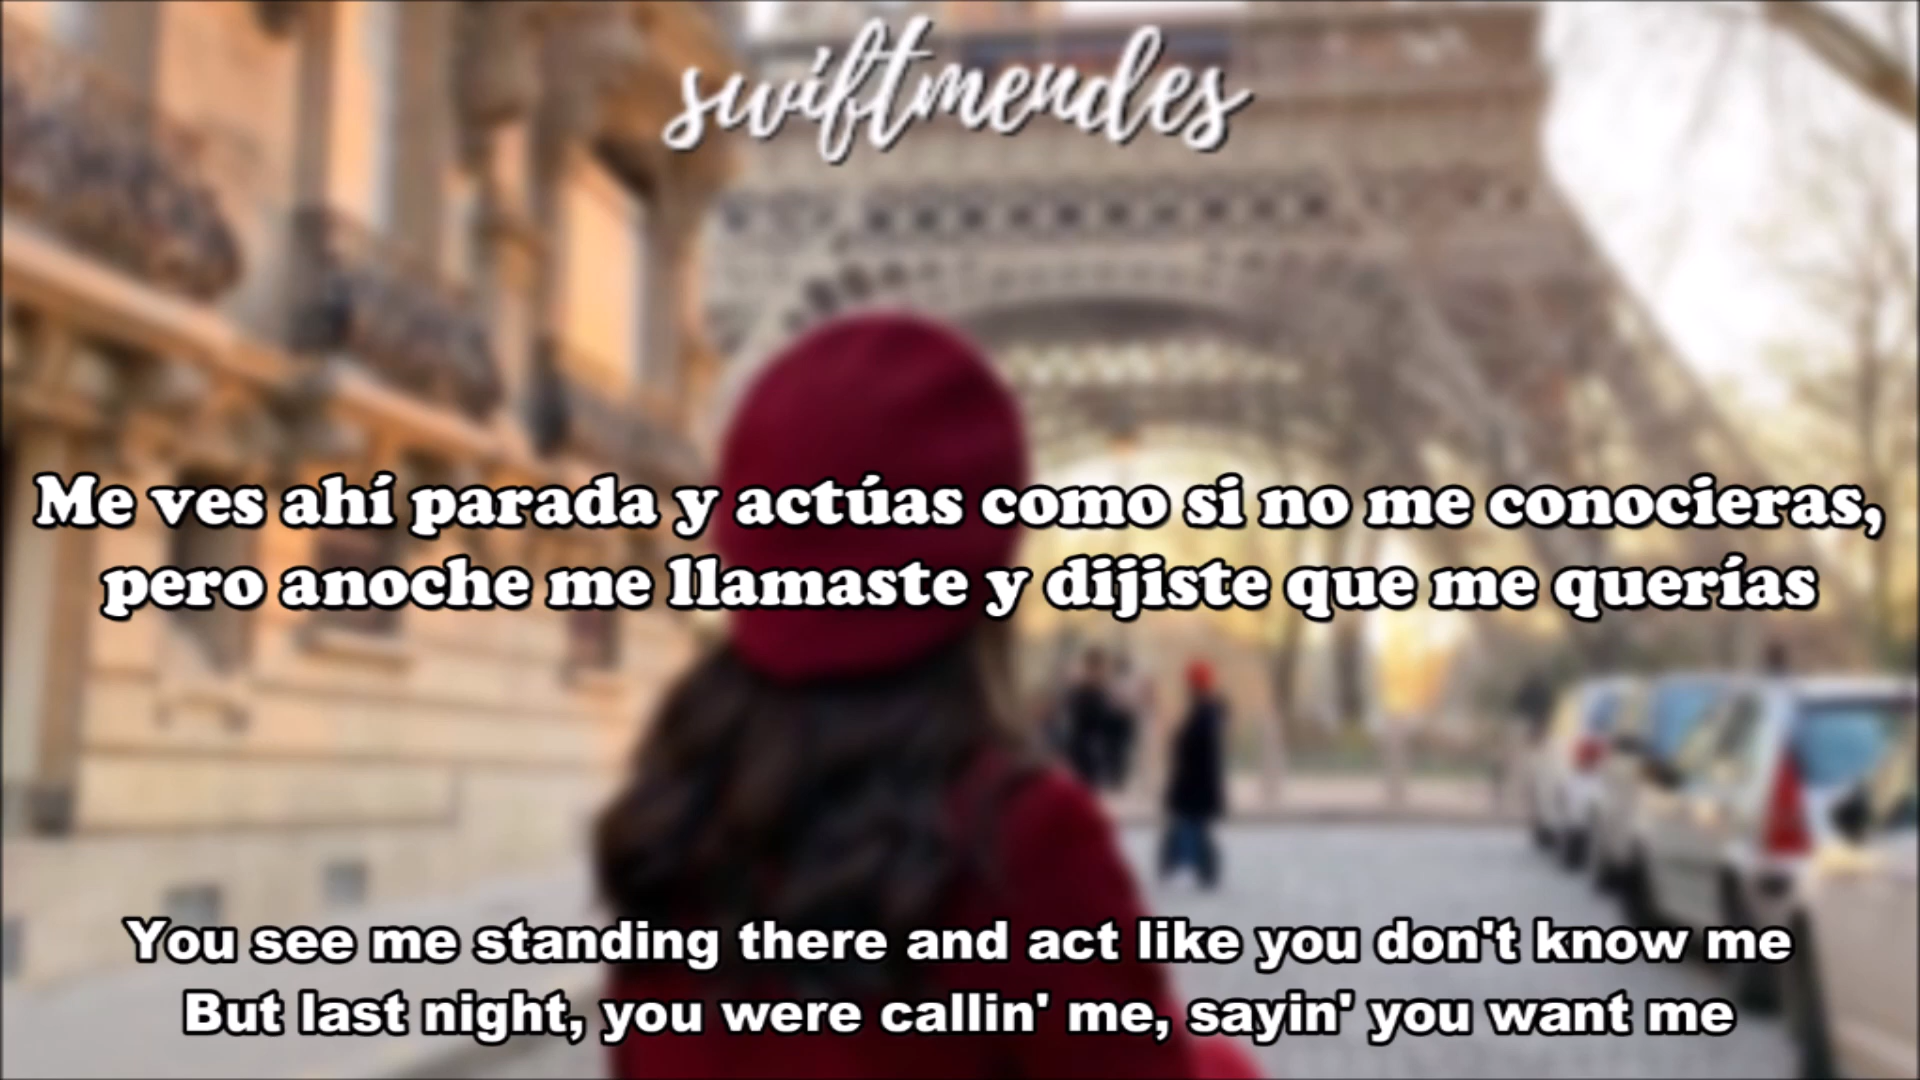 swiftmendes
Me ves ahí parada y actúas como si no me conocieras,
pero anoche me llamaste y dijiste que me querías
You see me standing there and act like you don't know me
But last night, you were callin' me, sayin' you want me